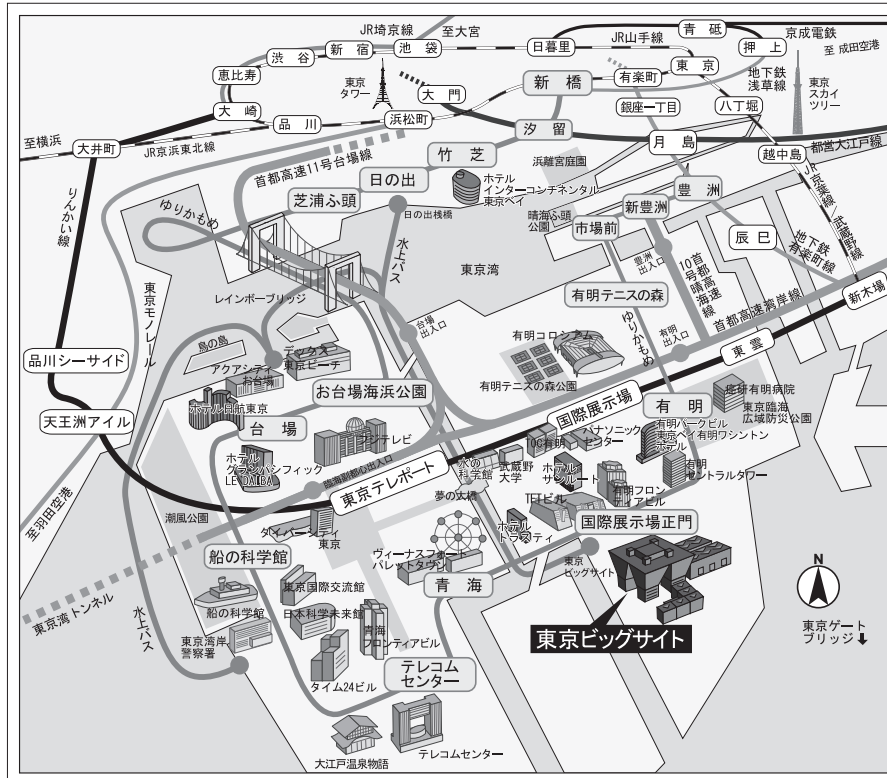 JR埼京線
至大宮
渋谷
新宿
池袋
日暮里
JR山手線
青砥
京成電鉄
至 成田空港
押上
恵比寿
東京
タワー
大門
新橋
有楽町
東京
地下鉄
浅草線
東京
スカイ
ツリー
大崎
品川
浜松町
銀座一丁目
八丁堀
至横浜
大井町
JR京浜東北線
汐留
月島
越中島
都営大江戸線
首都高速11号台場線
竹芝
浜離宮庭園
日の出
ホテル
インターコンチネンタル
東京ベイ
豊洲
JR京葉線
武蔵野線
りんかい線
ゆりかもめ
芝浦ふ頭
日の出桟橋
晴海ふ頭
公園
新豊洲
市場前
辰巳
地下鉄
有楽町線
水上バス
東京湾
豊洲
出入口
10号晴海線
首都高速
首都高速湾岸線
新木場
東京モノレール
レインボーブリッジ
有明テニスの森
ゆりかもめ
台場
出入口
有明
出入口
鳥の島
デックス
東京ビーチ
有明コロシアム
東雲
品川シーサイド
アクアシティ
お台場
お台場海浜公園
有明テニスの森公園
国際展示場
有明
癌研有明病院
ホテル日航東京
東京臨海
広域防災公園
天王洲アイル
台場
フジテレビ
パナソニック
センター
TOC有明
有明パークビル
東京ベイ有明ワシントン
ホテル
ホテル
グランパシフィック
LE DAIBA
臨海副都心出入口
東京テレポート
水の
科学館
武蔵野
大学
ホテル
サンルート
有明
セントラルタワー
至羽田空港
潮風公園
夢の大橋
TFTビル
有明フロン
ティアビル
ダイバーシティ
東京
国際展示場正門
ホテル
トラスティ
船の科学館
ヴィーナスフォート
パレットタウン
東京
ビッグサイト
N
東京湾トンネル
東京国際交流館
青海
船の科学館
日本科学未来館
東京ビッグサイト
東京ゲート
ブリッジ↓
水上バス
東京湾岸
警察署
青海
フロンティアビル
タイム24ビル
テレコム
センター
大江戸温泉物語
テレコムセンター